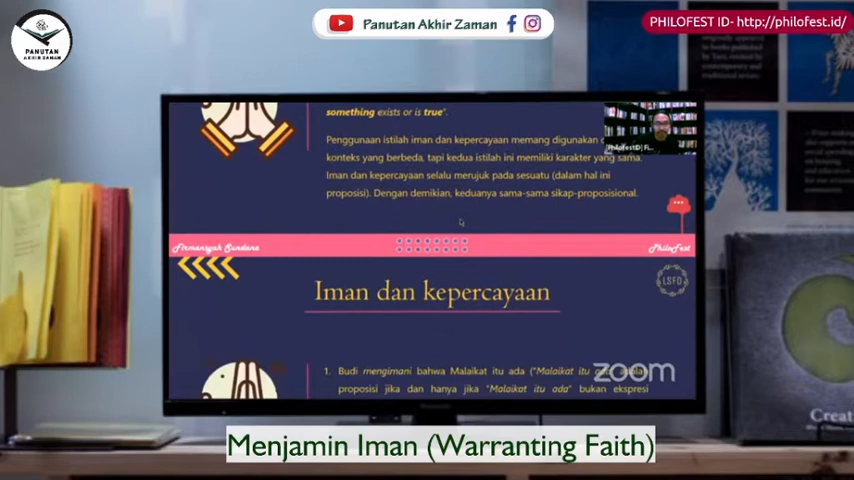 PANUTAN
AKHIR ZAMAN
Panutan Akhir Zaman
PHILOFEST ID- http://philofest.id/
something exists or is true".
Penggunaan istilah iman dan kepercayaan memang digunakan
konteks yang berbeda, tapi kedua istilah ini memiliki karakter yang sama.
Iman dan kepercayaan selalu merujuk pada sesuatu (dalam hal ini
proposisi). Dengan demikian, keduanya sama-sama sikap-proposisional.
Firmansyah Sundana
PhiloFest
LSFD
Iman dan kepercayaan
1. Budi mengimani bahwa Malaikat itu ada ("Malaikat itu
proposisi jika dan hanya jika "Malaikat itu ada" bukan ekspresi
zoom
Menjamin Iman (Warranting Faith)